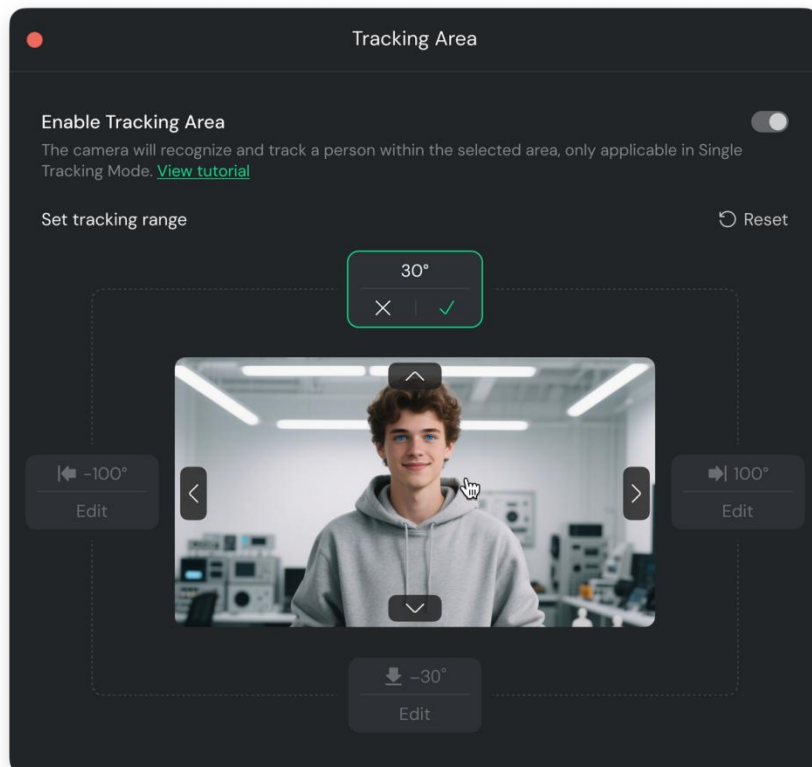 Tracking Area
Enable Tracking Area
The camera will recognize and track a person within the selected area, only applicable in Single
Tracking Mode. View tutorial
Set tracking range
Reset
30°
-100°
Edit
100°
Edit
-30°
Edit